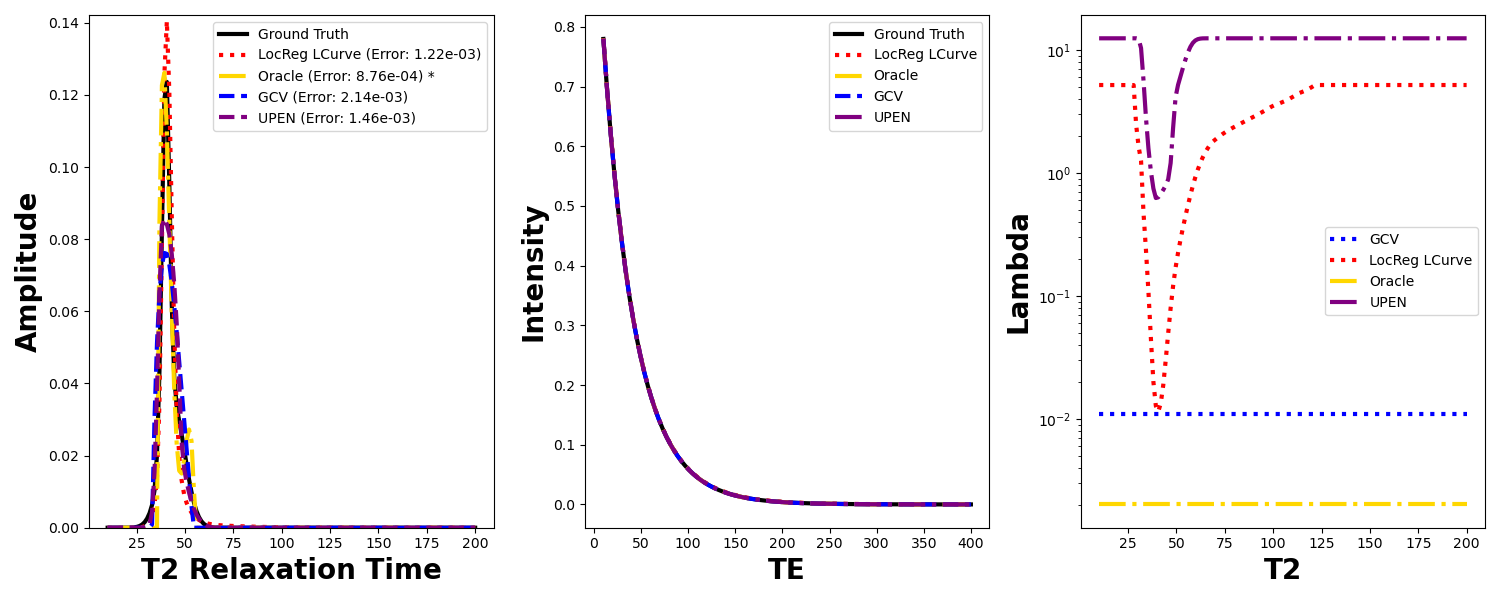 Amplitude
0.14
0.12
0.10
0.08
0.06
0.04
0.02
0.00
Ground Truth
LocReg LCurve (Error: 1.22e-03)
Oracle (Error: 8.76e-04) *
GCV (Error: 2.14e-03)
UPEN (Error: 1.46e-03)
25 50 75 100 125 150 175 200
T2 Relaxation Time
Intensity
0.8
0.7
0.6
0.5
0.4
0.3
0.2
0.1
0.0
Ground Truth
LocReg LCurve
Oracle
GCV
UPEN
0 50 100 150 200 250 300 350 400
TE
Lambda
10¹
10⁰
10⁻¹
10⁻²
GCV
LocReg LCurve
Oracle
UPEN
25 50 75 100 125 150 175 200
T2